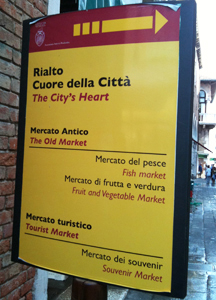 Rialto
Cuore della Città
The City's Heart
Mercato Antico
The Old Market
Mercato del pesce
Fish market
Mercato di frutta e verdura
Fruit and Vegetable Market
Mercato turistico
Tourist Market
Mercato dei souvenir
Souvenir Market